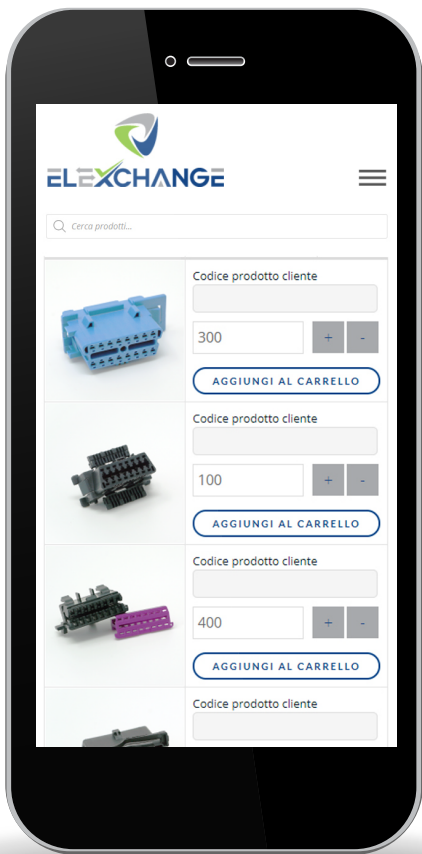 ELEXCHANGE
Cerca prodotti...
Codice prodotto cliente
300
+ -
AGGIUNGI AL CARRELLO
Codice prodotto cliente
100
+ -
AGGIUNGI AL CARRELLO
Codice prodotto cliente
400
+ -
AGGIUNGI AL CARRELLO
Codice prodotto cliente